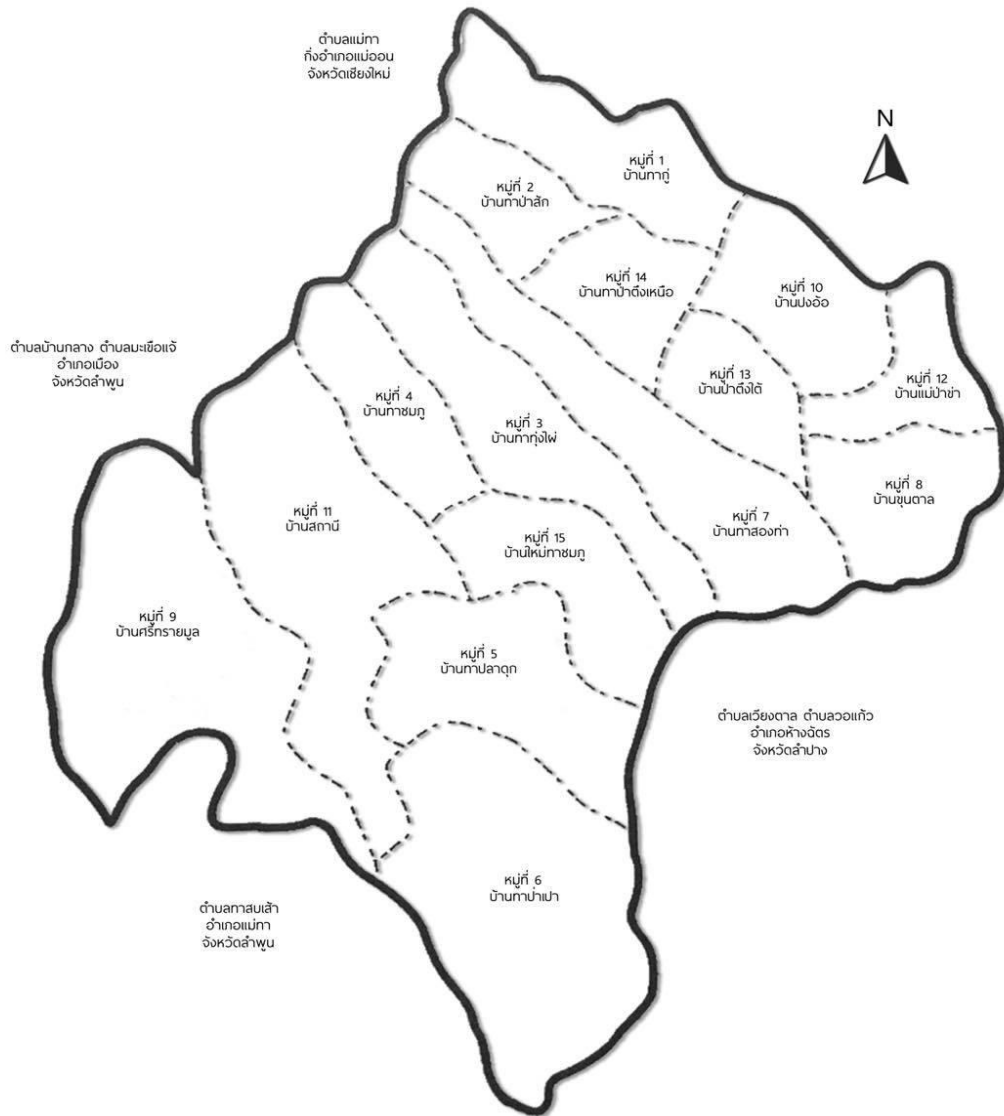 ตำบลแม่ทา
กิ่งอำเภอแม่ออน
จังหวัดเชียงใหม่
N
หมู่ที่ 1
บ้านทากู่
หมู่ที่ 2
บ้านทาป่าสัก
หมู่ที่ 14
บ้านทาป่าตึงเหนือ
หมู่ที่ 10
บ้านปงอ้อ
ตำบลบ้านกลาง ตำบลมะเขือแจ้
อำเภอเมือง
จังหวัดลำพูน
หมู่ที่ 4
บ้านทาชมภู
หมู่ที่ 3
บ้านทาทุ่งไผ่
หมู่ที่ 13
บ้านป่าตึงใต้
หมู่ที่ 12
บ้านแม่ป่าข่า
หมู่ที่ 8
บ้านขุนตาล
หมู่ที่ 11
บ้านสถานี
หมู่ที่ 15
บ้านใหม่ทาชมภู
หมู่ที่ 7
บ้านทาสองท่า
หมู่ที่ 9
บ้านศรีทรายมูล
หมู่ที่ 5
บ้านทาปลาดุก
ตำบลเวียงตาล ตำบลวอแก้ว
อำเภอห้างฉัตร
จังหวัดลำปาง
หมู่ที่ 6
บ้านทาป่าเปา
ตำบลทาสบเส้า
อำเภอแม่ทา
จังหวัดลำพูน